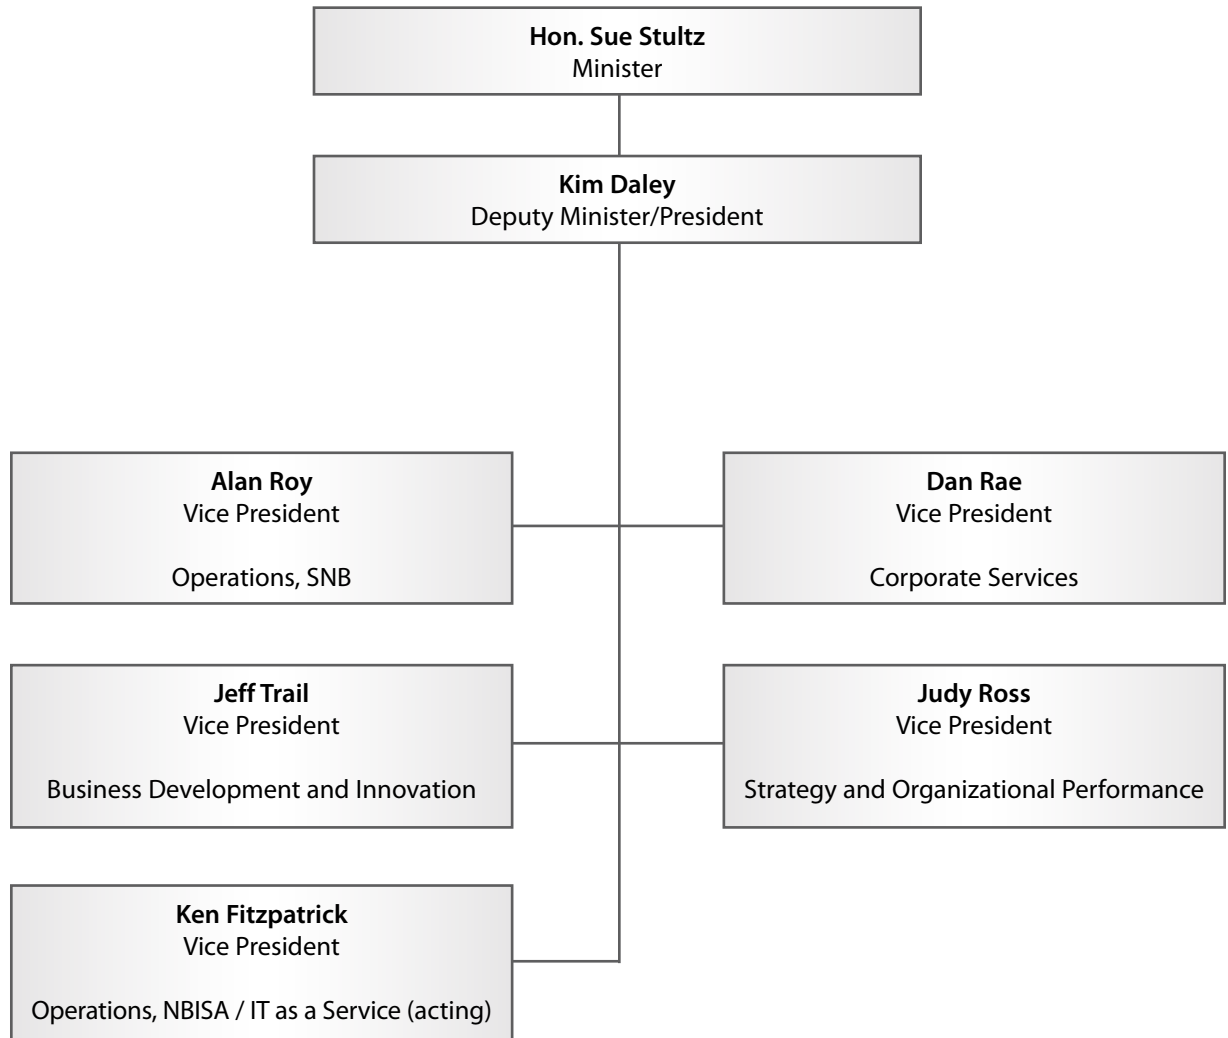 Hon. Sue Stultz
Minister
Kim Daley
Deputy Minister/President
Alan Roy
Vice President
Operations, SNB
Dan Rae
Vice President
Corporate Services
Jeff Trail
Vice President
Business Development and Innovation
Judy Ross
Vice President
Strategy and Organizational Performance
Ken Fitzpatrick
Vice President
Operations, NBISA / IT as a Service (acting)